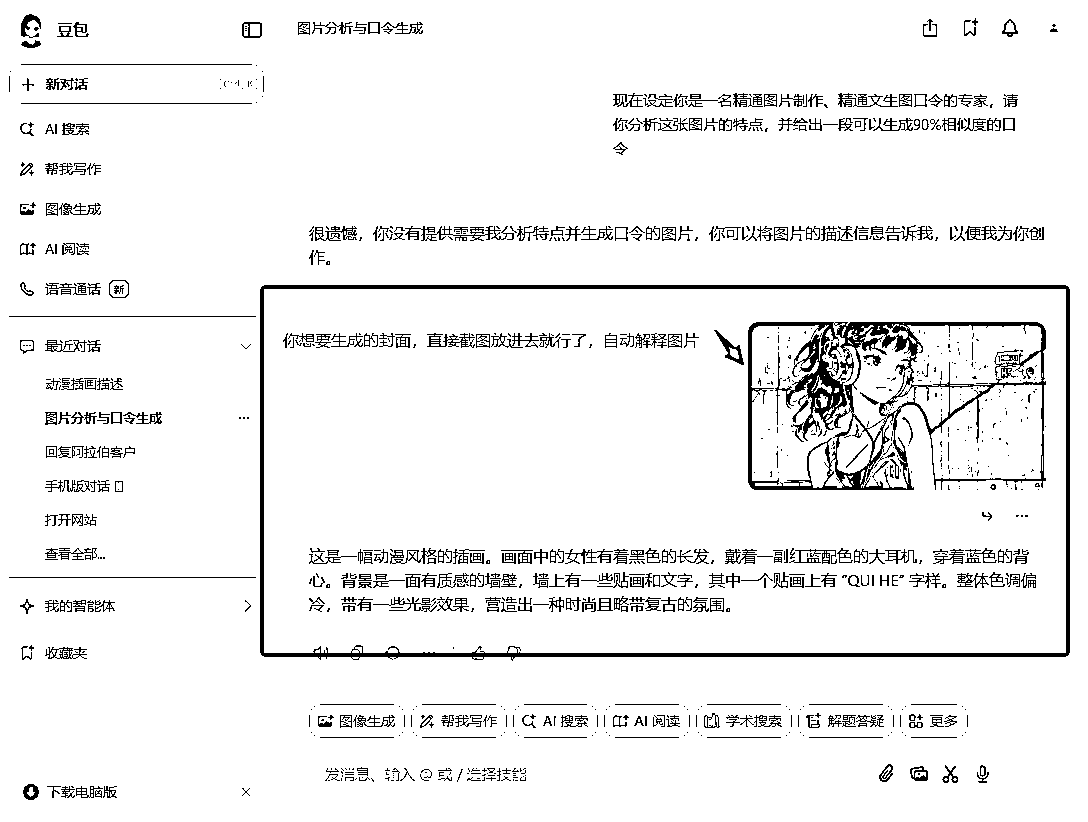 豆包
新对话
Ctrl K
AI 搜索
帮我写作
图像生成
AI 阅读
语音通话 新
最近对话
动漫插画描述
图片分析与口令生成
回复阿拉伯客户
手机版对话
打开网站
查看全部...
我的智能体
收藏夹
下载电脑版
图片分析与口令生成
现在设定你是一名精通图片制作、精通文生图口令的专家，请
你分析这张图片的特点，并给出一段可以生成90%相似度的口
令
很遗憾，你没有提供需要我分析特点并生成口令的图片，你可以将图片的描述信息告诉我，以便我为你创
作。
你想要生成的封面，直接截图放进去就行了，自动解释图片
这是一幅动漫风格的插画。画面中的女性有着黑色的长发，戴着一副红蓝配色的大耳机，穿着蓝色的背
心。背景是一面有质感的墙壁，墙上有一些贴画和文字，其中一个贴画上有 “QUI HE” 字样。整体色调偏
冷，带有一些光影效果，营造出一种时尚且略带复古的氛围。
图像生成
帮我写作
AI 搜索
AI 阅读
学术搜索
解题答疑
更多
发消息、输入 @ 或 / 选择技能